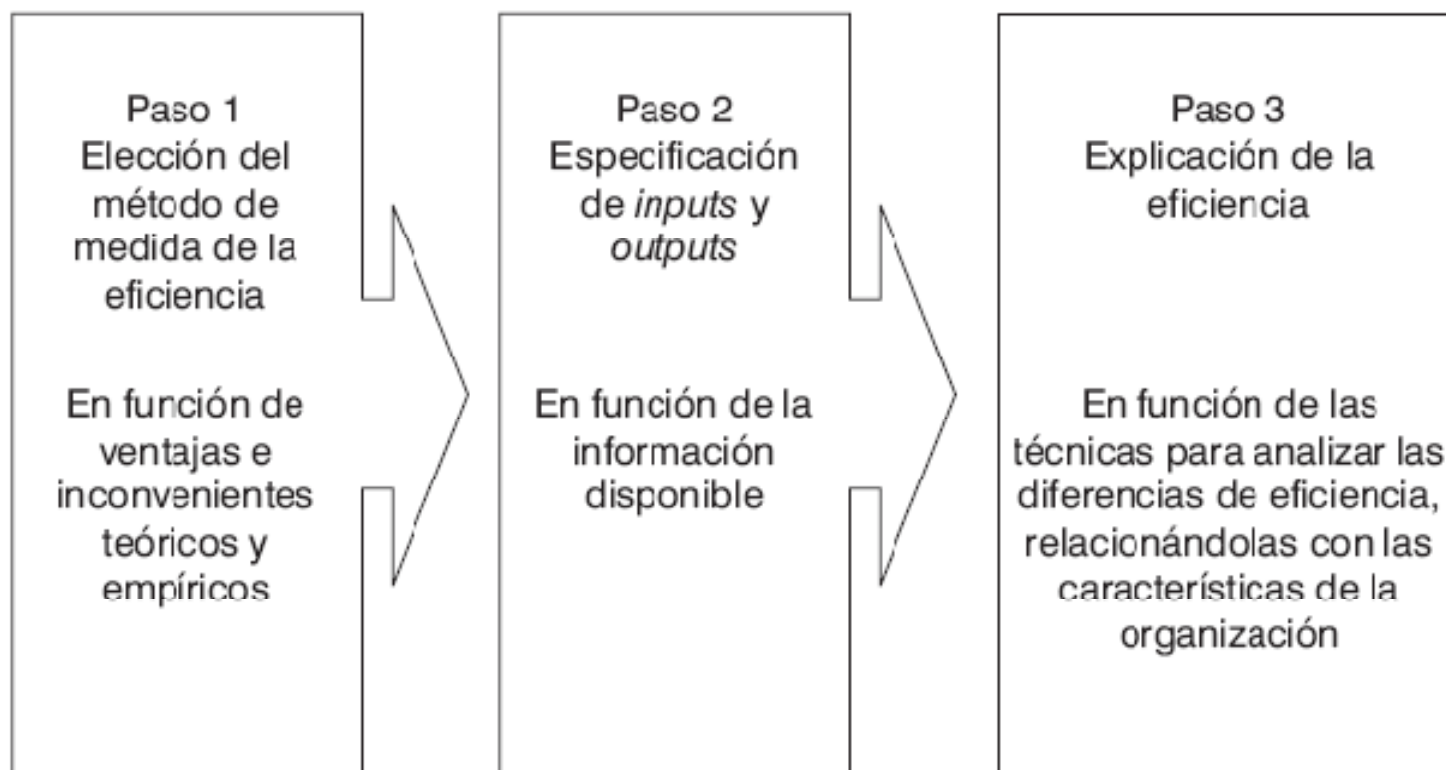 Paso 1
Elección del
método de
medida de la
eficiencia
En función de
ventajas e
inconvenientes
teóricos y
empíricos
Paso 2
Especificación
de inputs y
outputs
En función de la
información
disponible
Paso 3
Explicación de la
eficiencia
En función de las
técnicas para analizar las
diferencias de eficiencia,
relacionándolas con las
características de la
organización